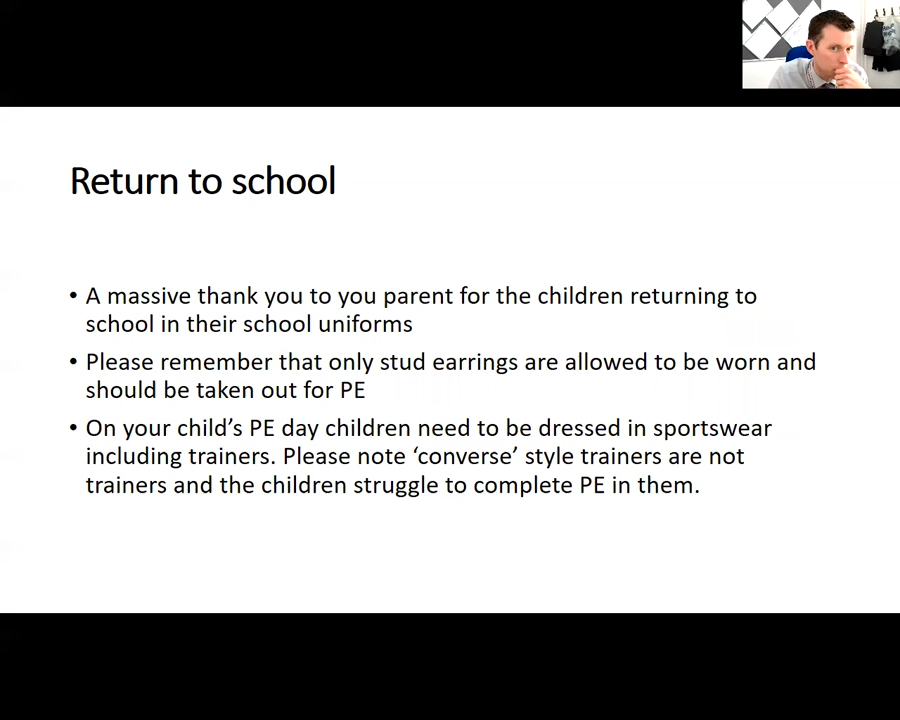 Return to school
• A massive thank you to you parent for the children returning to
school in their school uniforms
• Please remember that only stud earrings are allowed to be worn and
should be taken out for PE
• On your child’s PE day children need to be dressed in sportswear
including trainers. Please note ‘converse’ style trainers are not
trainers and the children struggle to complete PE in them.